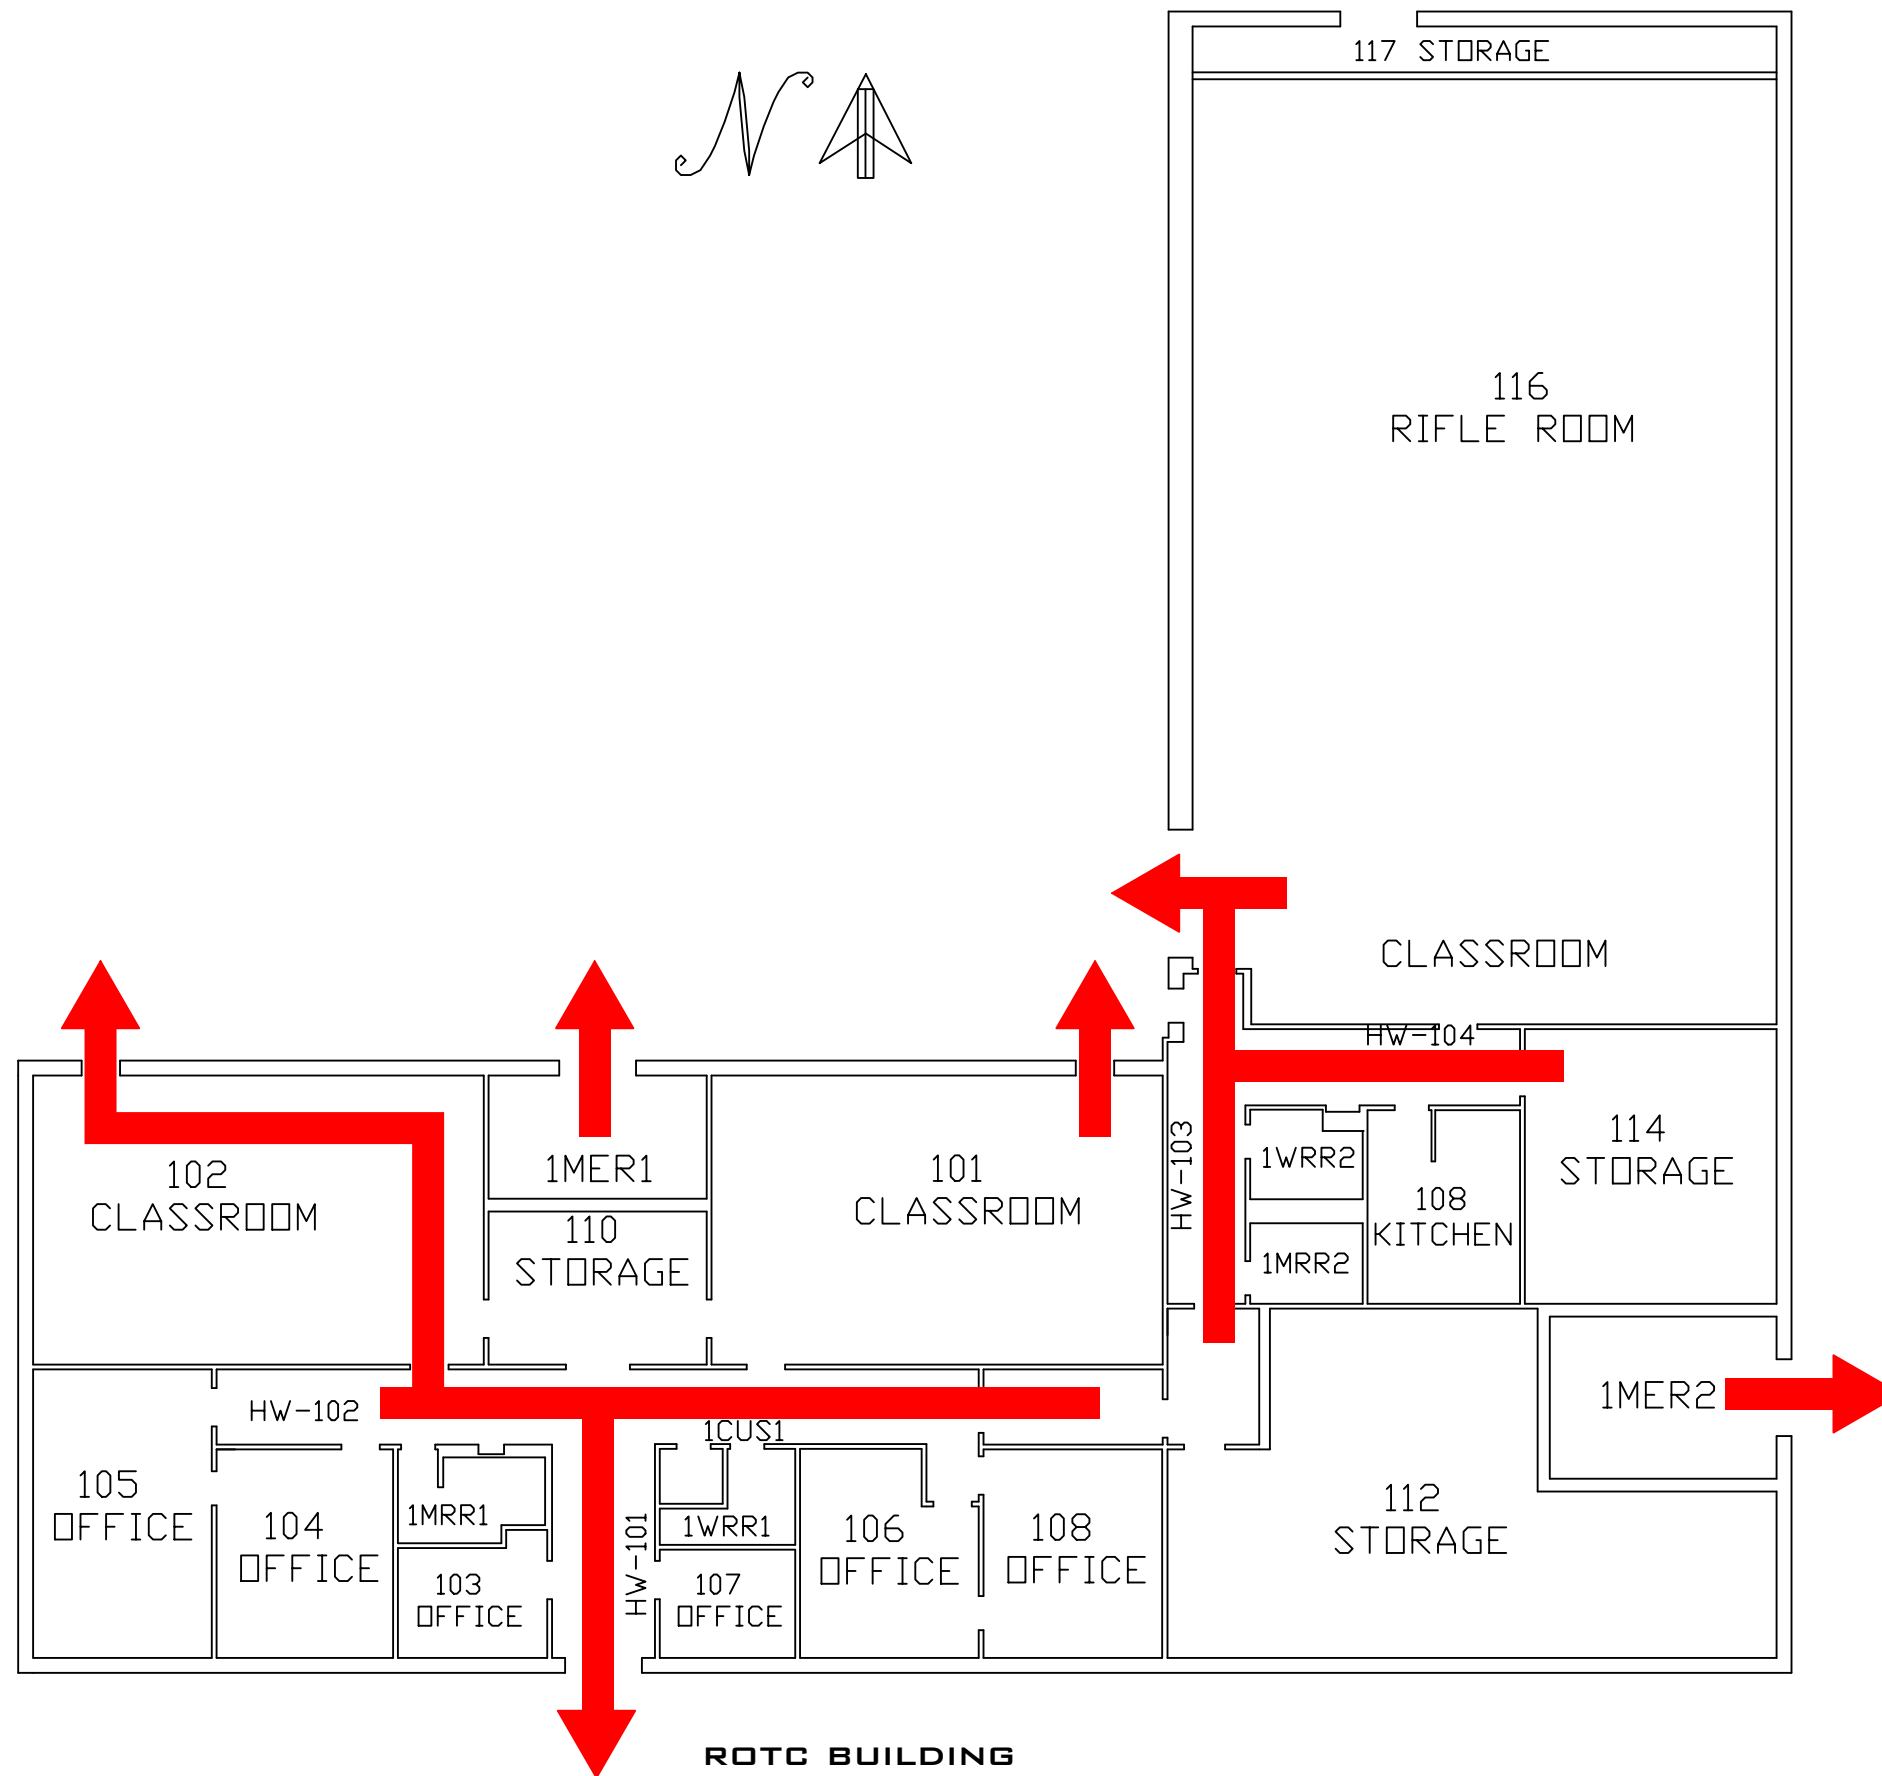 117 STORAGE
N
116
RIFLE ROOM
CLASSROOM
HW-104
114
STORAGE
HW-103
1WRR2
108
KITCHEN
1MRR2
102
CLASSROOM
1MER1
110
STORAGE
101
CLASSROOM
1MER2
HW-102
1CUS1
105
OFFICE
104
OFFICE
1MRR1
103
OFFICE
HW-101
1WRR1
107
OFFICE
106
OFFICE
108
OFFICE
112
STORAGE
ROTC BUILDING